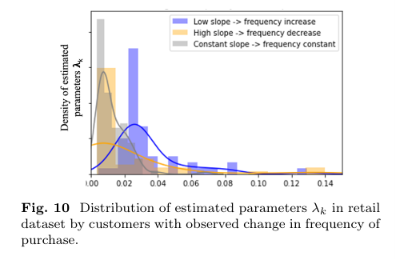 Low slope -> frequency increase
High slope -> frequency decrease
Constant slope -> frequency constant
Density of estimated
parameters λk
.00 0.02 0.04 0.06 0.08 0.10 0.12 0.14
Fig. 10 Distribution of estimated parameters λk in retail
dataset by customers with observed change in frequency of
purchase.